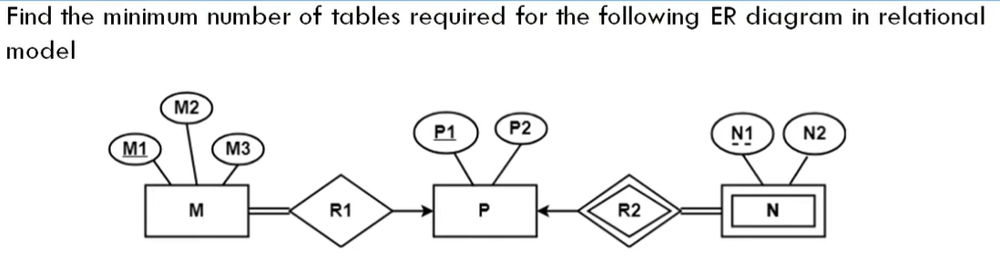 Find the minimum number of tables required for the following ER diagram in relational
model
M2
M1
M3
P1
P2
N1
N2
M
R1
P
R2
N